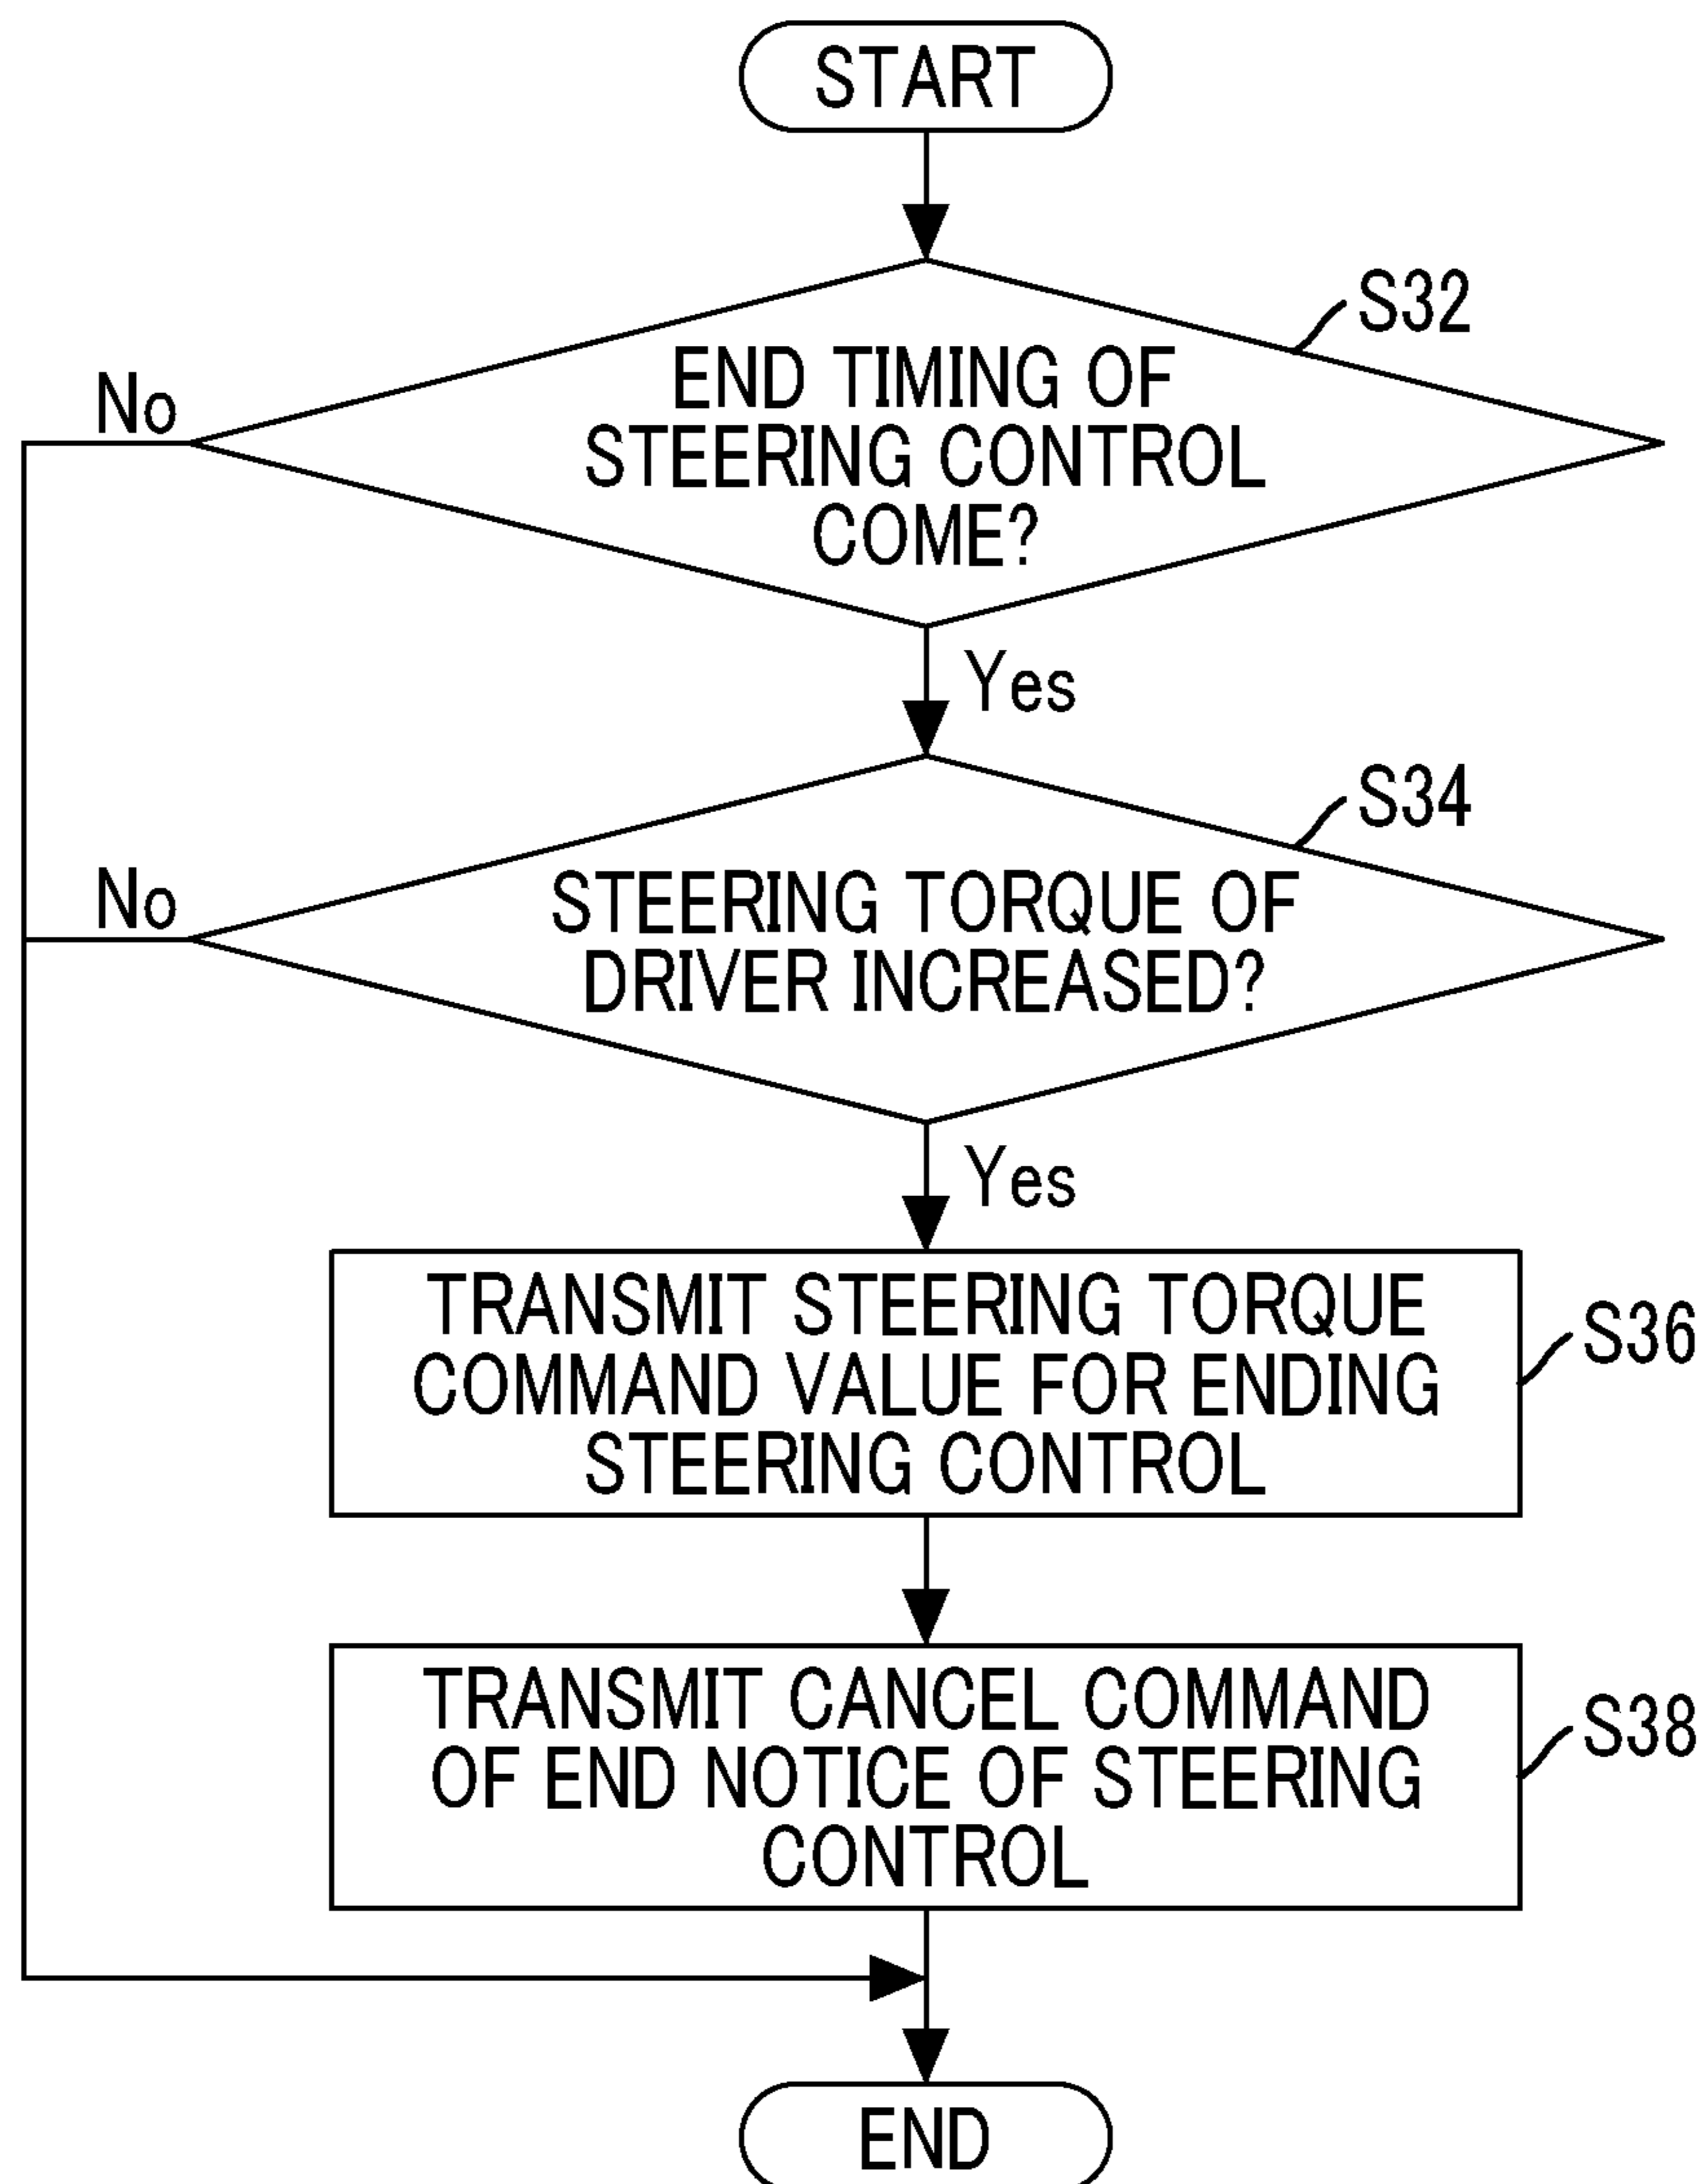 START
S32
END TIMING OF
STEERING CONTROL
COME?
No
Yes
S34
STEERING TORQUE OF
DRIVER INCREASED?
No
Yes
TRANSMIT STEERING TORQUE
COMMAND VALUE FOR ENDING
STEERING CONTROL
S36
TRANSMIT CANCEL COMMAND
OF END NOTICE OF STEERING
CONTROL
S38
END